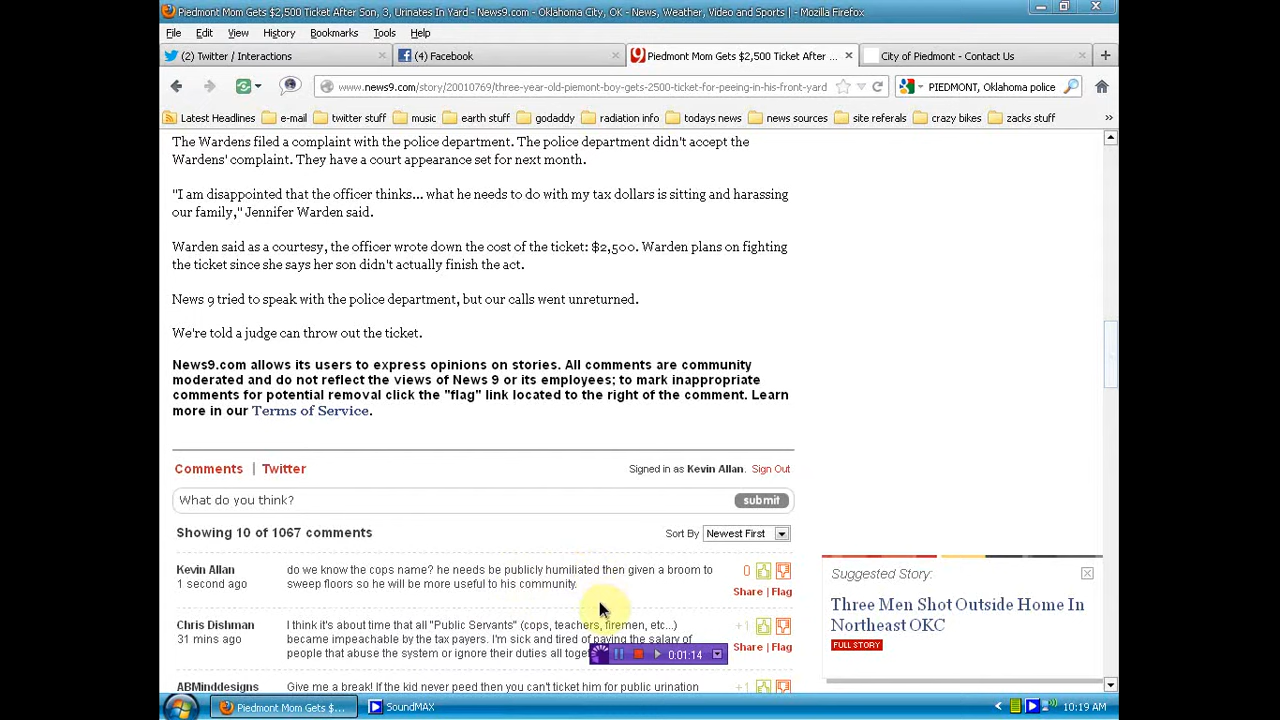 Piedmont Mom Gets $2,500 Ticket After Son, 3, Urinates In Yard - News9.com - Oklahoma City, OK - News, Weather, Video and Sports | - Mozilla Firefox
File Edit View History Bookmarks Tools Help
(2) Twitter / Interactions (4) Facebook Piedmont Mom Gets $2,500 Ticket After ... City of Piedmont - Contact Us
www.news9.com/story/20010769/three-year-old-piemont-boy-gets-2500-ticket-for-peeing-in-his-front-yard PIEDMONT, Oklahoma police
Latest Headlines e-mail twitter stuff music earth stuff godaddy radiation info todays news news sources site referals crazy bikes zacks stuff
The Wardens filed a complaint with the police department. The police department didn't accept the
Wardens' complaint. They have a court appearance set for next month.
"I am disappointed that the officer thinks... what he needs to do with my tax dollars is sitting and harassing
our family," Jennifer Warden said.
Warden said as a courtesy, the officer wrote down the cost of the ticket: $2,500. Warden plans on fighting
the ticket since she says her son didn't actually finish the act.
News 9 tried to speak with the police department, but our calls went unreturned.
We're told a judge can throw out the ticket.
News9.com allows its users to express opinions on stories. All comments are community
moderated and do not reflect the views of News 9 or its employees; to mark inappropriate
comments for potential removal click the "flag" link located to the right of the comment. Learn
more in our Terms of Service.
Comments | Twitter Signed in as Kevin Allan. Sign Out
What do you think? submit
Showing 10 of 1067 comments Sort By Newest First
Kevin Allan do we know the cops name? he needs be publicly humiliated then given a broom to 0
1 second ago sweep floors so he will be more useful to his community.
Share | Flag
Chris Dishman I think it's about time that all "Public Servants" (cops, teachers, firemen, etc...) +1
31 mins ago became impeachable by the tax payers. I'm sick and tired of paying the salary of
people that abuse the system or ignore their duties all toge Share | Flag
ABMinddesigns Give me a break! If the kid never peed then you can't ticket him for public urination +1
Suggested Story:
Three Men Shot Outside Home In
Northeast OKC
FULL STORY
0:01:14
Piedmont Mom Gets $... SoundMAX 10:19 AM